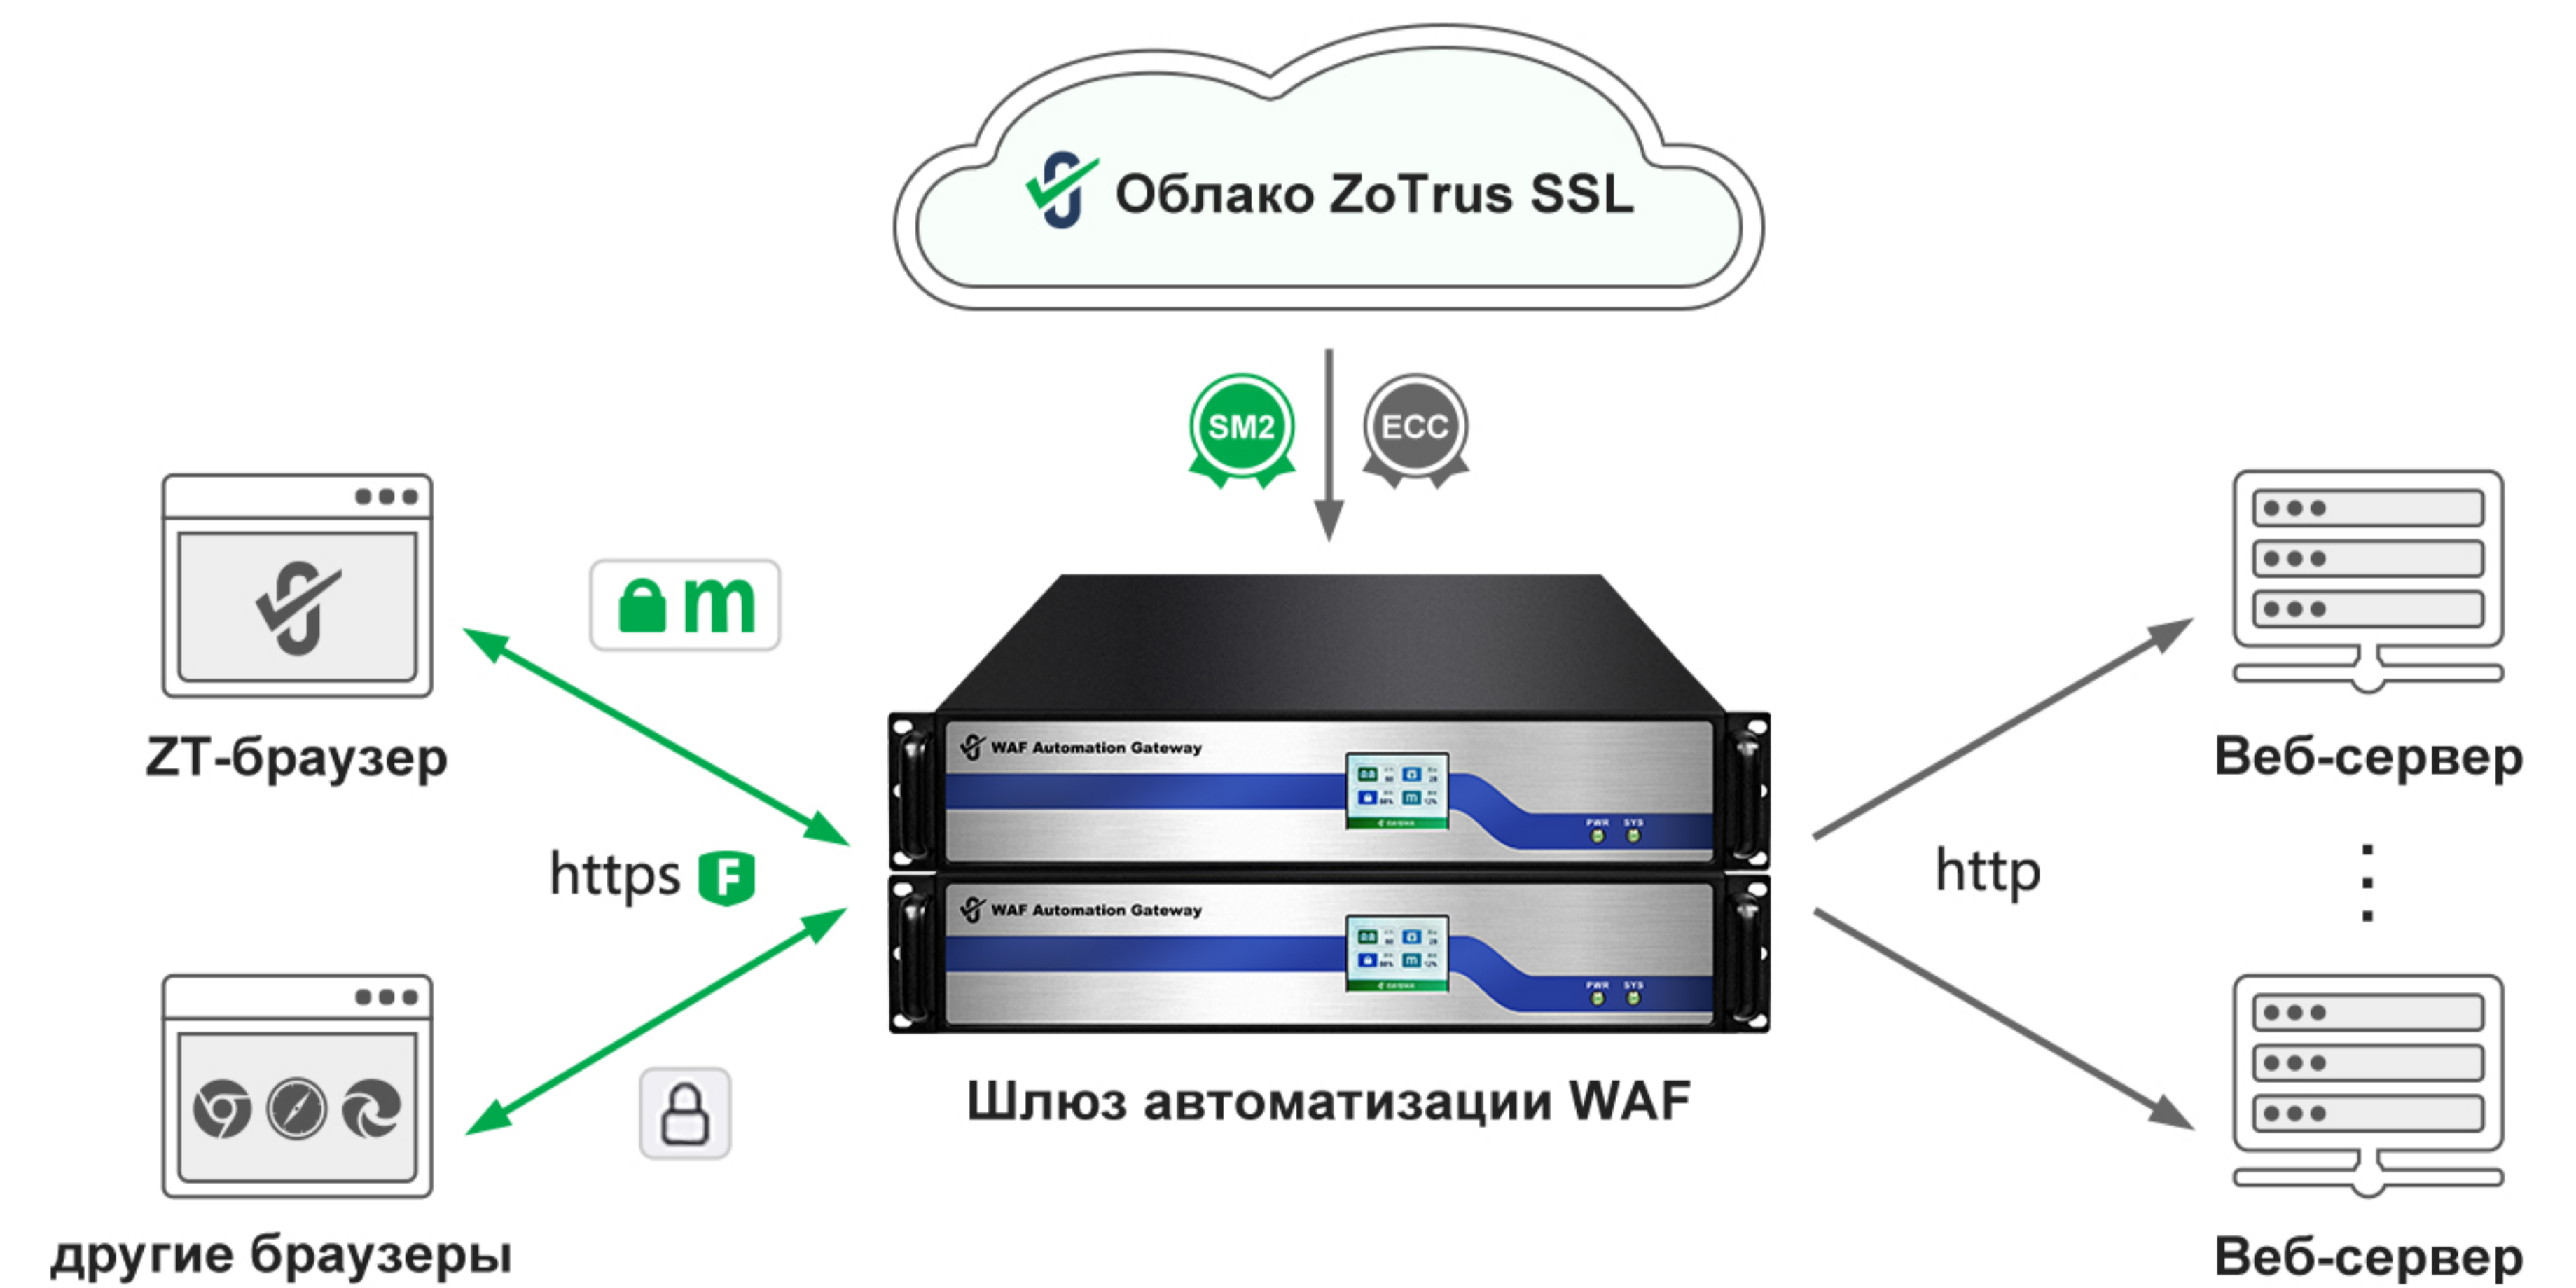 Облако ZoTrus SSL
SM2
ECC
m
ZT-браузер
https F
другие браузеры
WAF Automation Gateway
PWR SYS
WAF Automation Gateway
PWR SYS
Шлюз автоматизации WAF
http
Веб-сервер
Веб-сервер